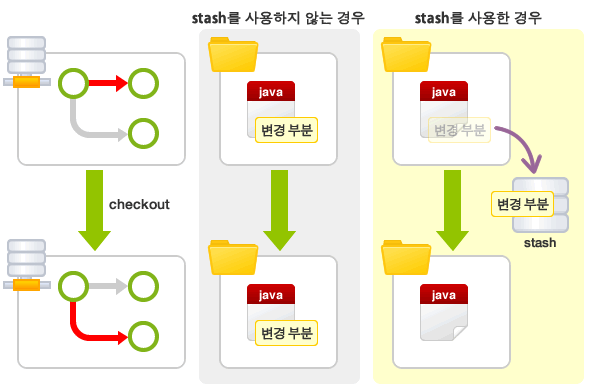 stash를 사용하지 않는 경우
stash를 사용한 경우
java
변경 부분
java
변경 부분
변경 부분
stash
checkout
java
변경 부분
java